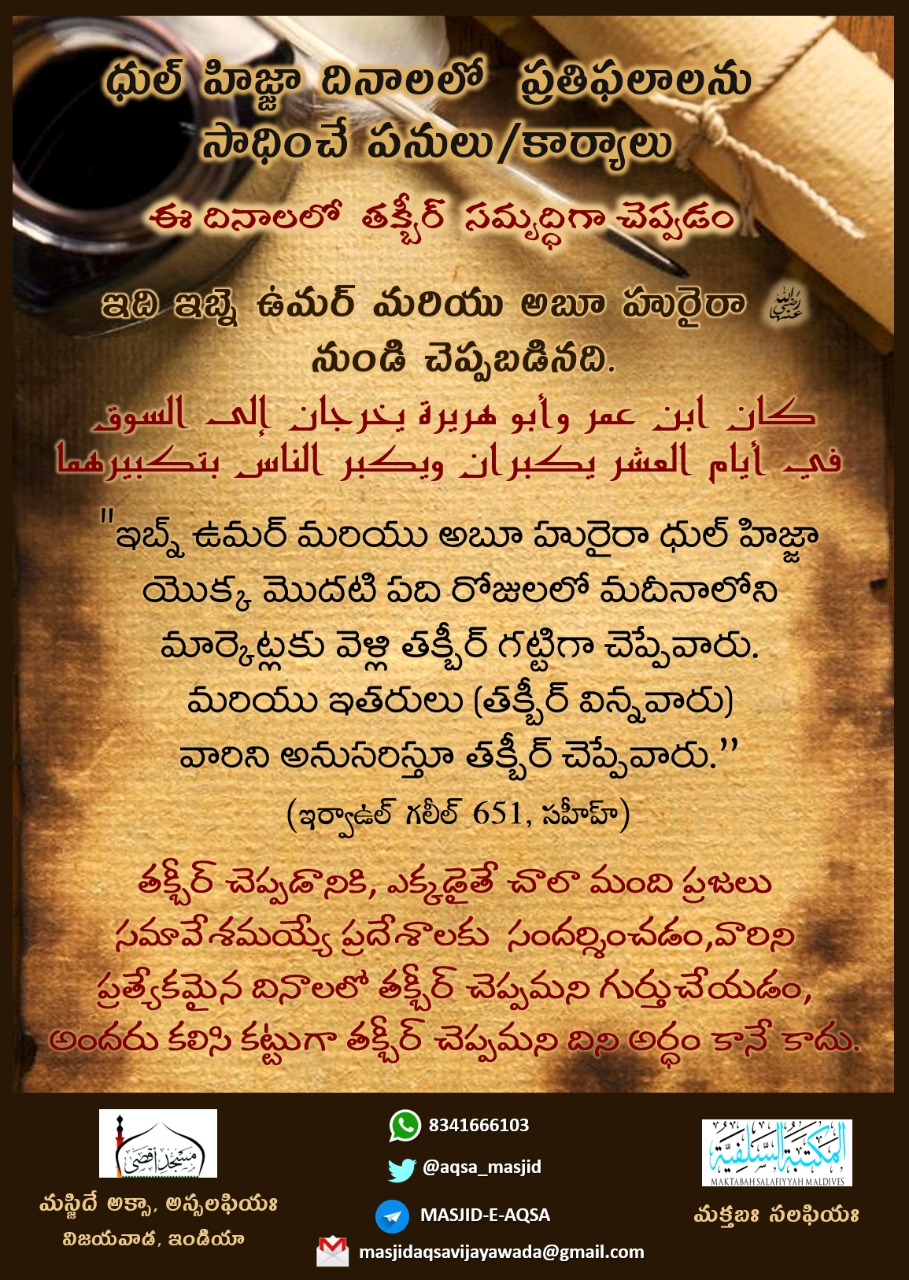 ధుల్ హిజ్జా దినాలలో ప్రతిఫలాలను
సాధించే పనులు/కార్యాలు
ఈ దినాలలో తక్బీర్ సమృద్ధిగా చెప్పడం
ఇది ఇబ్నె ఉమర్ మరియు అబూ హురైరా رضي الله عنه
నుండి చెప్పబడినది.
كان ابن عمر وأبو هريرة يخرجان إلى السوق
في أيام العشر يكبران ويكبر الناس بتكبيرهما
"ఇబ్న్ ఉమర్ మరియు అబూ హురైరా ధుల్ హిజ్జా
యొక్క మొదటి పది రోజులలో మదీనాలోని
మార్కెట్లకు వెళ్లి తక్బీర్ గట్టిగా చెప్పేవారు.
మరియు ఇతరులు (తక్బీర్ విన్నవారు)
వారిని అనుసరిస్తూ తక్బీర్ చెప్పేవారు.”
(ఇర్వాఉల్ గలీల్ 651, సహీహ్)
తక్బీర్ చెప్పడానికి, ఎక్కడైతే చాలా మంది ప్రజలు
సమావేశమయ్యే ప్రదేశాలకు సందర్శించడం,వారిని
ప్రత్యేకమైన దినాలలో తక్బీర్ చెప్పమని గుర్తుచేయడం,
అందరు కలిసి కట్టుగా తక్బీర్ చెప్పమని దిని అర్ధం కానే కాదు.
مسجد أقصى
మస్జిదే అక్సా, అస్సలఫియః
విజయవాడ, ఇండియా
8341666103
@aqsa_masjid
MASJID-E-AQSA
masjidaqsavijayawada@gmail.com
المكتبة السلفية
MAKTABAH SALAFIYYAH MALDIVES
మక్తబః సలఫియః